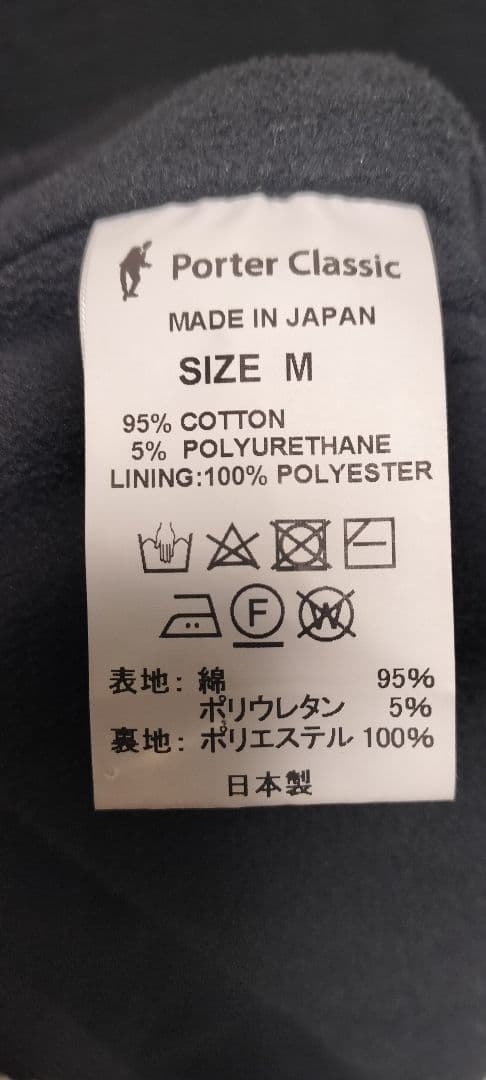 Porter Classic
MADE IN JAPAN
SIZE M
95% COTTON
5% POLYURETHANE
LINING:100% POLYESTER
F W
表地: 綿 95%
ポリウレタン 5%
裏地: ポリエステル 100%
日本製